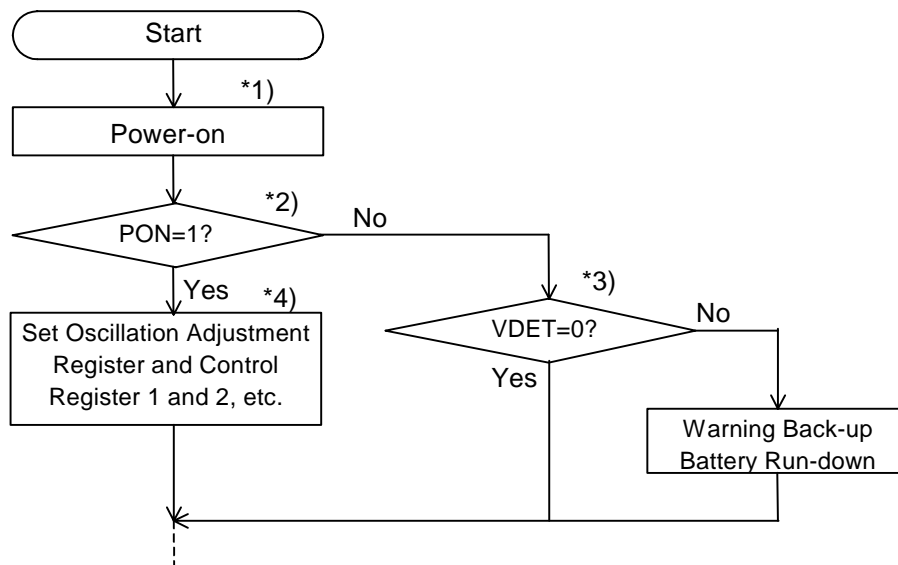 Start
*1)
Power-on
*2)
PON=1?
No
Yes
*4)
Set Oscillation Adjustment
Register and Control
Register 1 and 2, etc.
*3)
VDET=0?
No
Yes
Warning Back-up
Battery Run-down